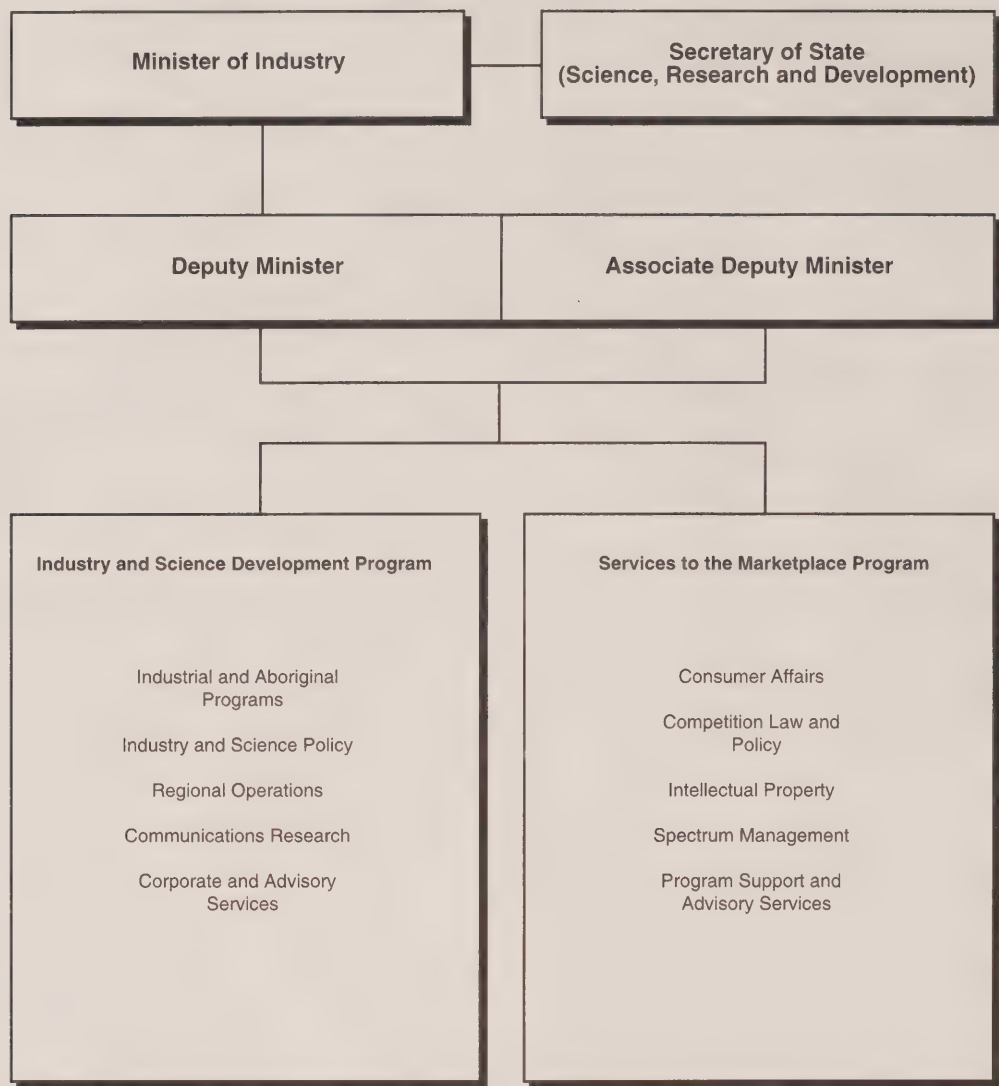 Minister of Industry
Secretary of State
(Science, Research and Development)
Deputy Minister
Associate Deputy Minister
Industry and Science Development Program
Industrial and Aboriginal
Programs
Industry and Science Policy
Regional Operations
Communications Research
Corporate and Advisory
Services
Services to the Marketplace Program
Consumer Affairs
Competition Law and
Policy
Intellectual Property
Spectrum Management
Program Support and
Advisory Services